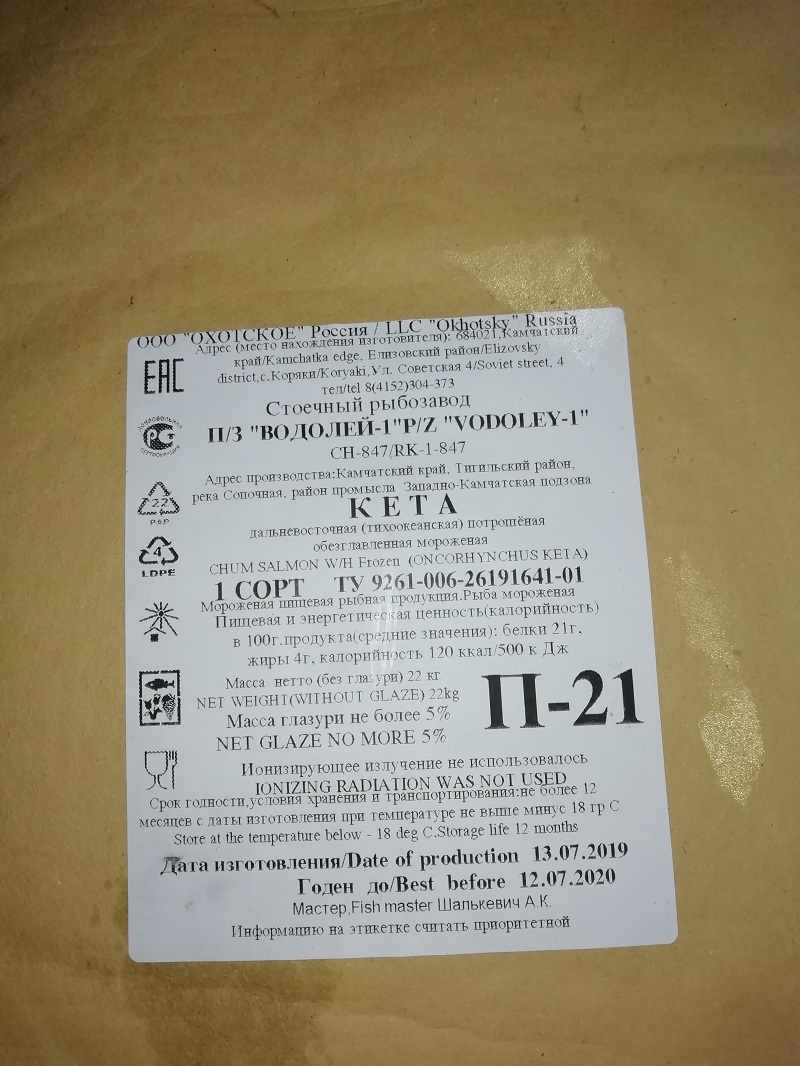 ООО "ОХОТСКОЕ" Россия / LLC "Okhotsky" Russia
Адрес (место нахождения изготовителя): 684021,Камчатский
край/Kamchatka edge, Елизовский район/Elizovsky
district,с.Коряки/Koryaki,Ул. Советская 4/Soviet street, 4
тел/tel 8(4152)304-373
ЕАС
Стоечный рыбозавод
П/З "ВОДОЛЕЙ-1"P/Z "VODOLEY-1"
CH-847/RK-1-847
добровольная
сертификация
Адрес производства:Камчатский край, Тигильский район,
река Сопочная, район промысла Западно-Камчатская подзона
22
PAP
КЕТА
дальневосточная (тихоокеанская) потрошёная
обезглавленная мороженая
4
LDPE
CHUM SALMON W/H Frozen (ONCORHYNCHUS KETA)
1 СОРТ ТУ 9261-006-26191641-01
Мороженая пищевая рыбная продукция.Рыба мороженая
Пищевая и энергетическая ценность(калорийность)
в 100г.продукта(средние значения): белки 21г,
жиры 4г, калорийность 120 ккал/500 к Дж
Масса нетто (без глазури) 22 кг
NET WEIGHT(WITHOUT GLAZE) 22kg
Масса глазури не более 5%
NET GLAZE NO MORE 5%
П-21
Ионизирующее излучение не использовалось
IONIZING RADIATION WAS NOT USED
Срок годности,условия хранения и транспортирования:не более 12
месяцев с даты изготовления при температуре не выше минус 18 гр С
Store at the temperature below - 18 deg C.Storage life 12 months
Дата изготовления/Date of production 13.07.2019
Годен до/Best before 12.07.2020
Мастер,Fish master Шалькевич А.К.
Информацию на этикетке считать приоритетной